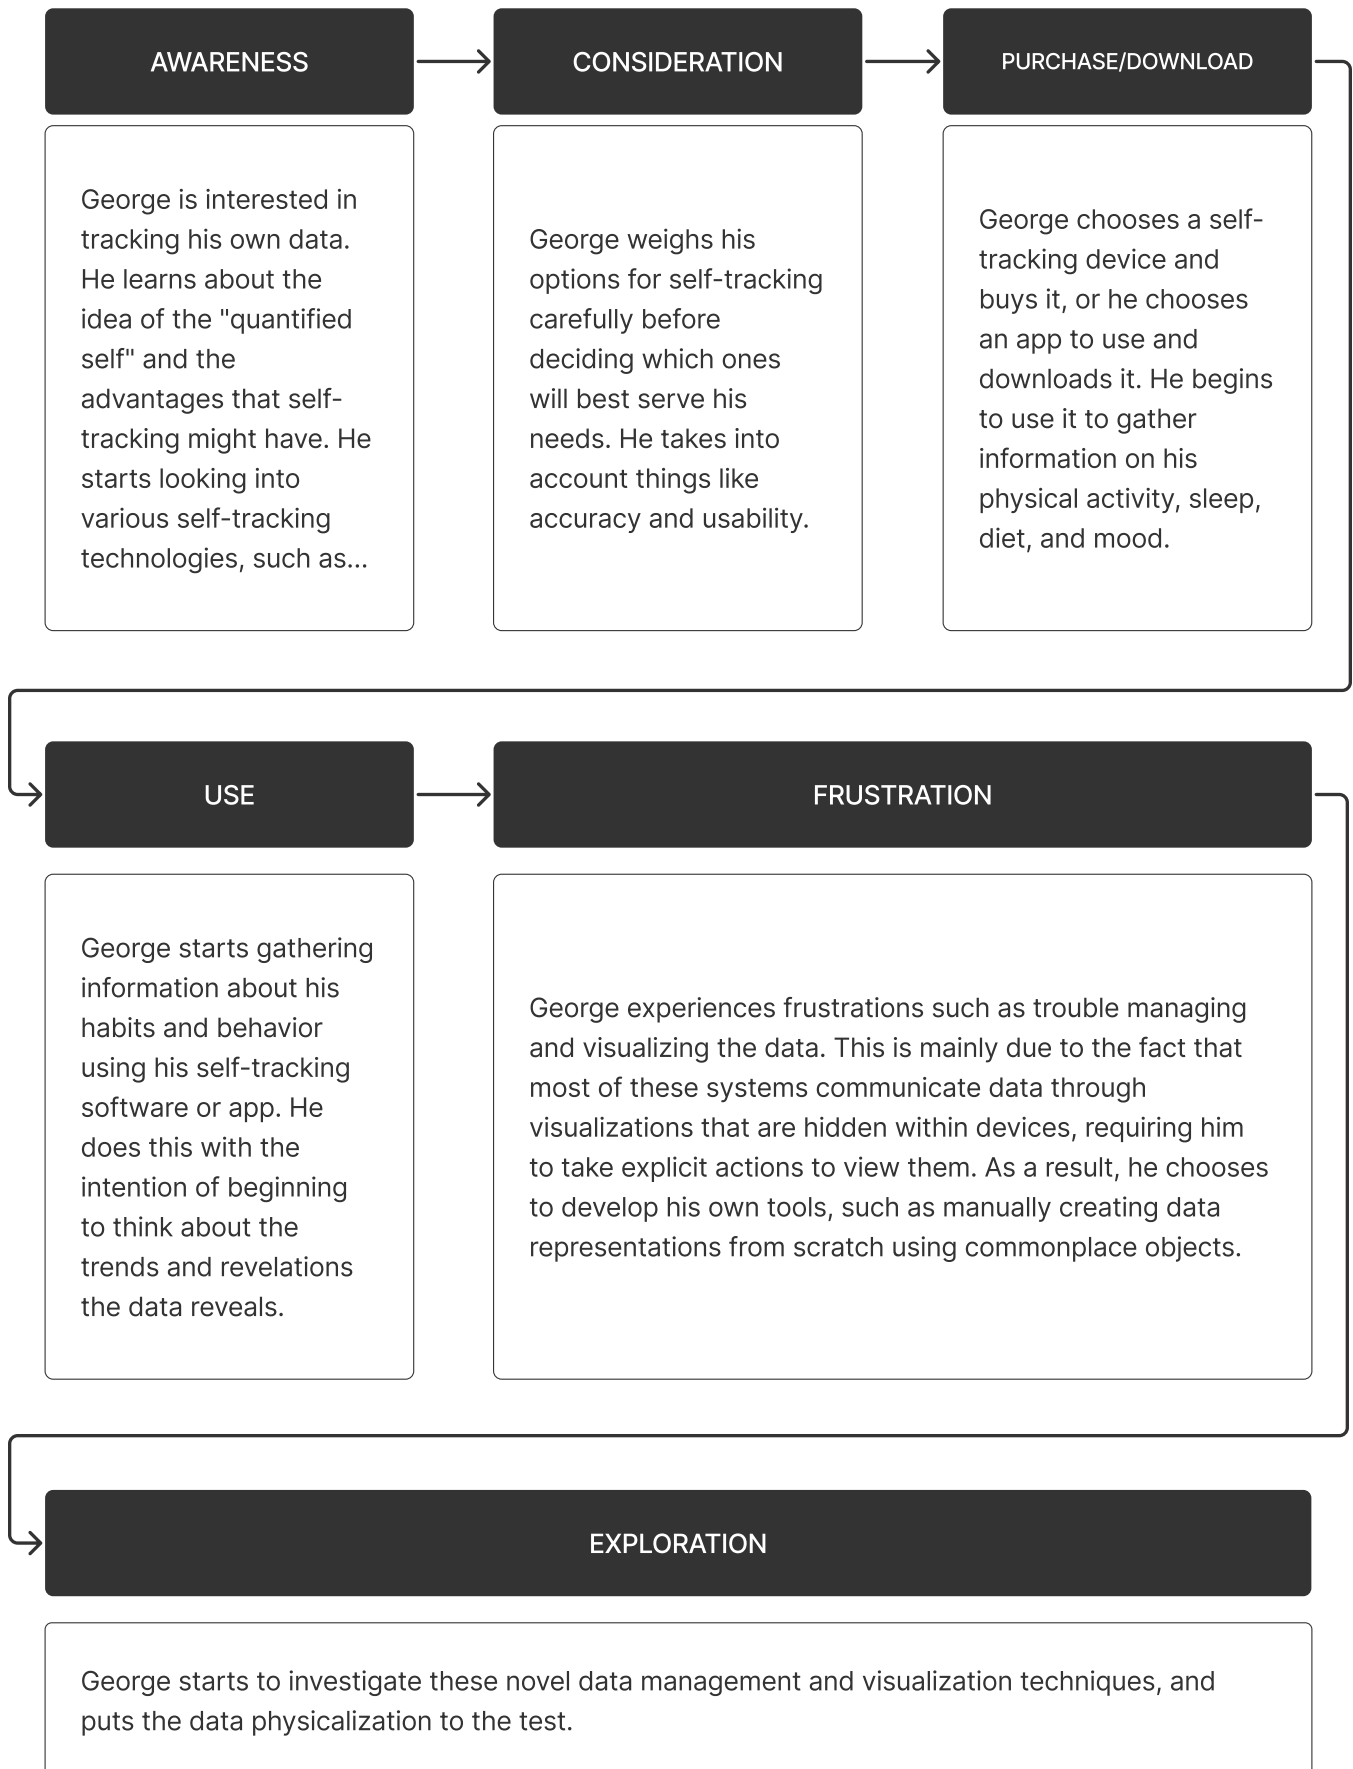 AWARENESS
CONSIDERATION
PURCHASE/DOWNLOAD
George is interested in
tracking his own data.
He learns about the
idea of the "quantified
self" and the
advantages that self-
tracking might have. He
starts looking into
various self-tracking
technologies, such as...
George weighs his
options for self-tracking
carefully before
deciding which ones
will best serve his
needs. He takes into
account things like
accuracy and usability.
George chooses a self-
tracking device and
buys it, or he chooses
an app to use and
downloads it. He begins
to use it to gather
information on his
physical activity, sleep,
diet, and mood.
USE
FRUSTRATION
George starts gathering
information about his
habits and behavior
using his self-tracking
software or app. He
does this with the
intention of beginning
to think about the
trends and revelations
the data reveals.
George experiences frustrations such as trouble managing
and visualizing the data. This is mainly due to the fact that
most of these systems communicate data through
visualizations that are hidden within devices, requiring him
to take explicit actions to view them. As a result, he chooses
to develop his own tools, such as manually creating data
representations from scratch using commonplace objects.
EXPLORATION
George starts to investigate these novel data management and visualization techniques, and
puts the data physicalization to the test.